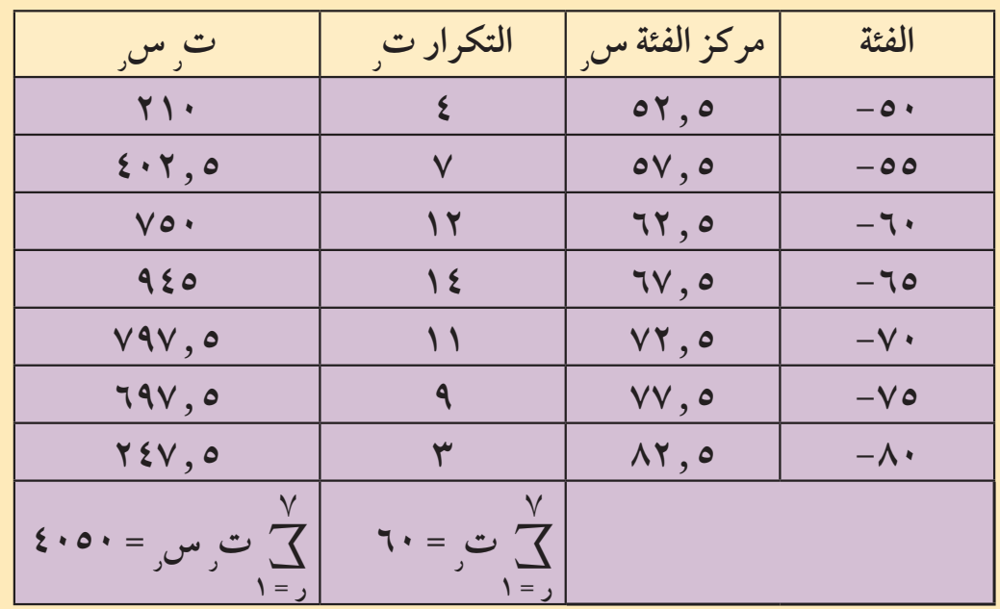 الفئة مركز الفئة سر التكرار تر تر سر
٥٠– ٥٢,٥ ٤ ٢١٠
٥٥– ٥٧,٥ ٧ ٤٠٢,٥
٦٠– ٦٢,٥ ١٢ ٧٥٠
٦٥– ٦٧,٥ ١٤ ٩٤٥
٧٠– ٧٢,٥ ١١ ٧٩٧,٥
٧٥– ٧٧,٥ ٩ ٦٩٧,٥
٨٠– ٨٢,٥ ٣ ٢٤٧,٥
٧ ٧
∑ تر = ٦٠ ∑ تر سر = ٤٠٥٠
ر = ١ ر = ١